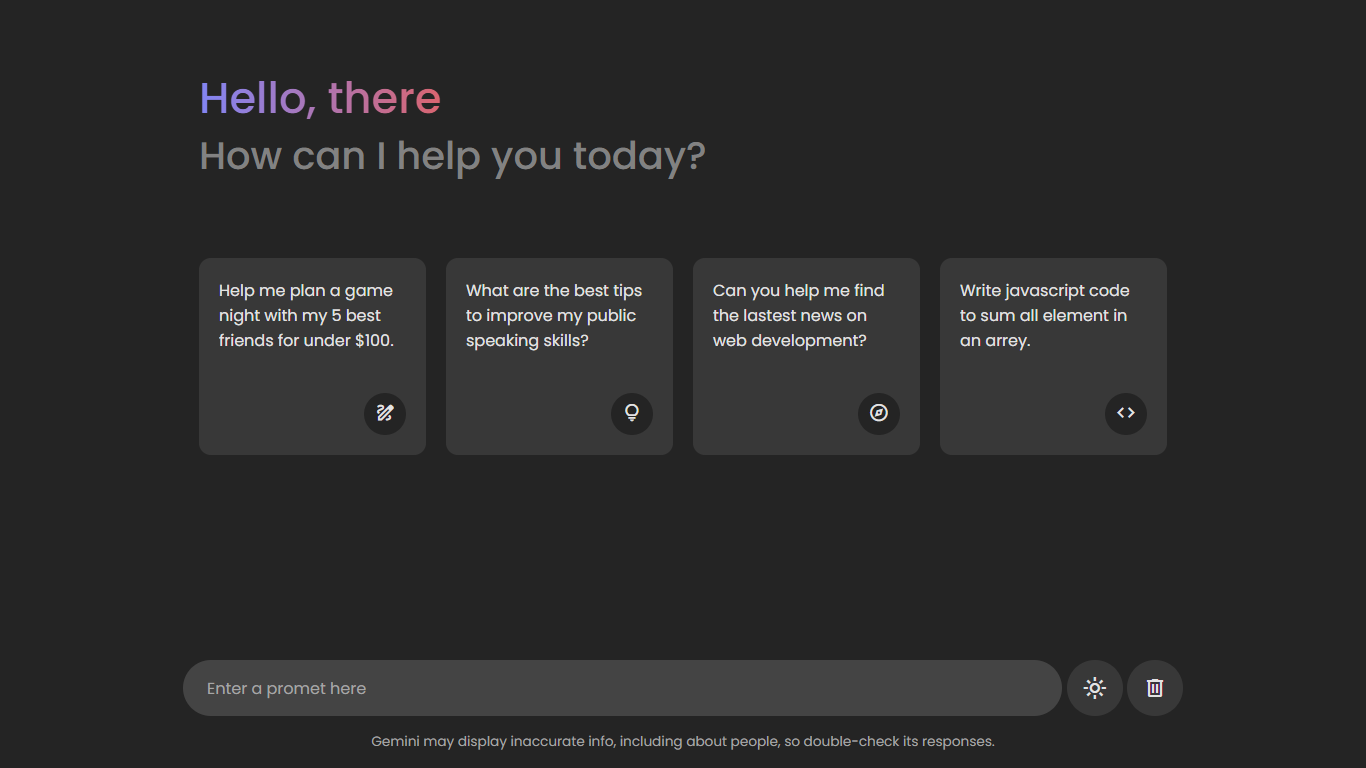 Hello, there
How can I help you today?
Help me plan a game
night with my 5 best
friends for under $100.
What are the best tips
to improve my public
speaking skills?
Can you help me find
the lastest news on
web development?
Write javascript code
to sum all element in
an arrey.
Enter a promet here
Gemini may display inaccurate info, including about people, so double-check its responses.